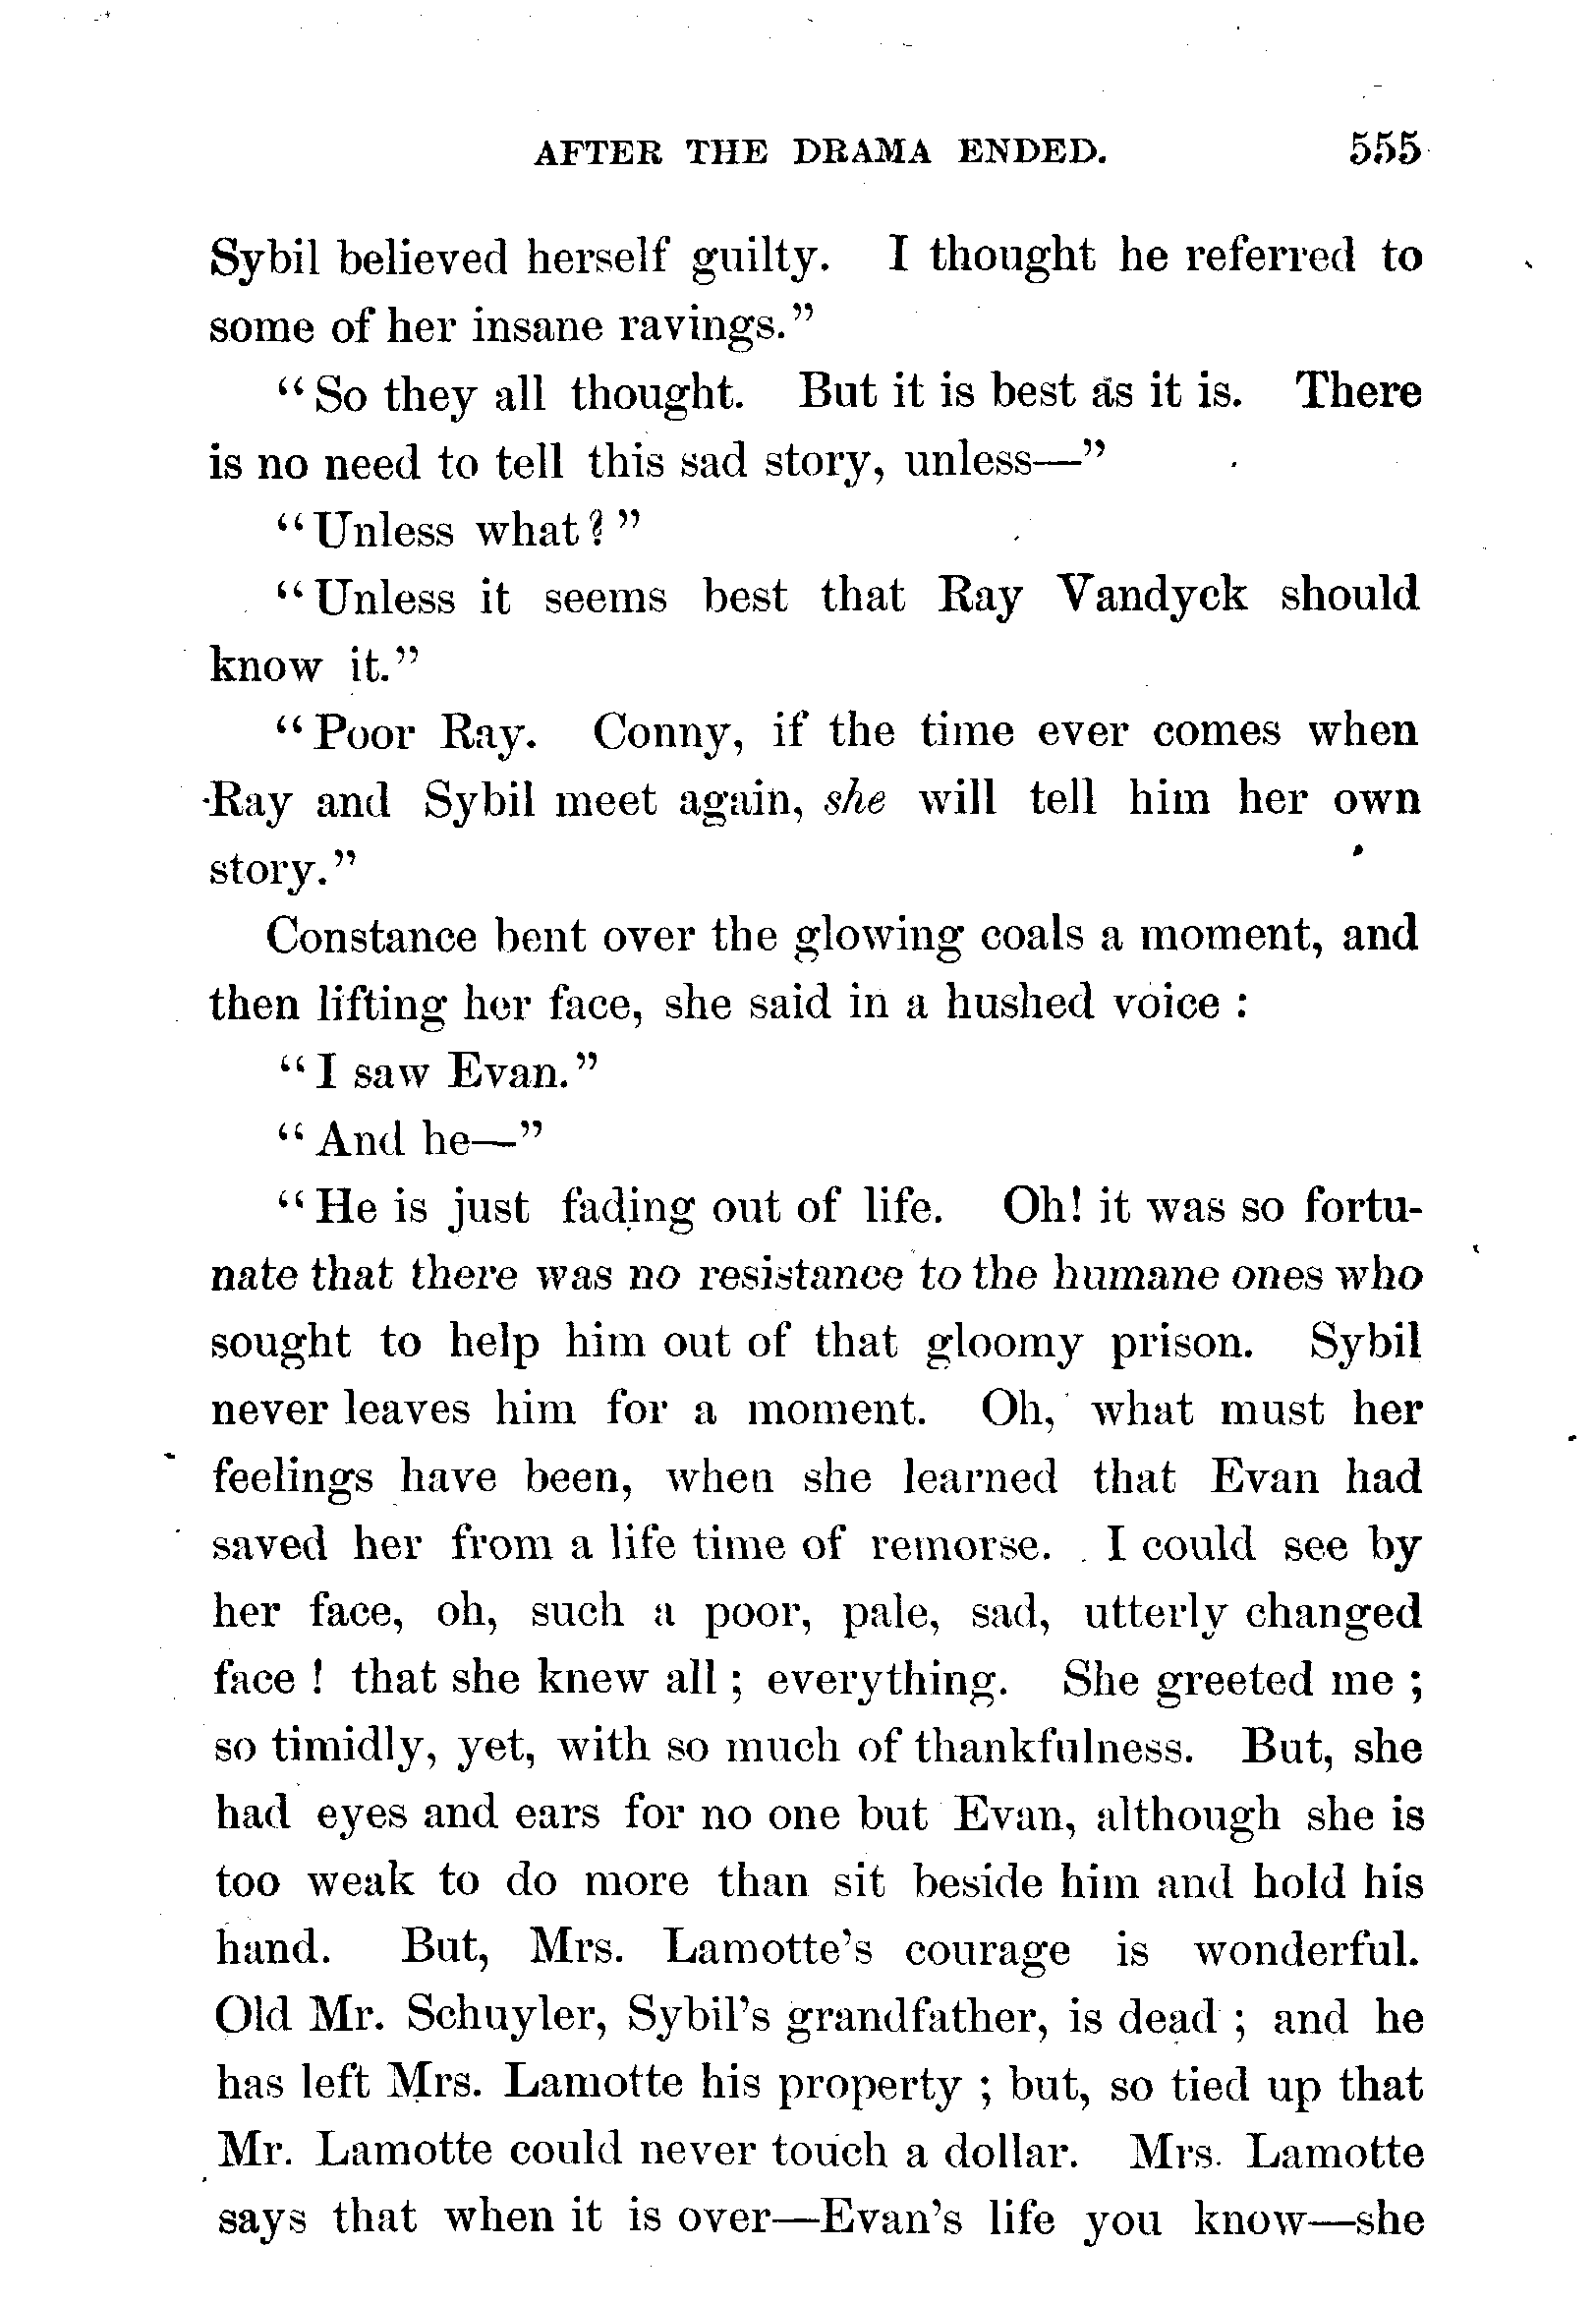 AFTER THE DRAMA ENDED. 555
Sybil believed herself guilty. I thought he referred to
some of her insane ravings."
"So they all thought. But it is best as it is. There
is no need to tell this sad story, unless—"
"Unless what?"
"Unless it seems best that Ray Vandyck should
know it."
"Poor Ray. Conny, if the time ever comes when
Ray and Sybil meet again, she will tell him her own
story."
Constance bent over the glowing coals a moment, and
then lifting her face, she said in a hushed voice :
"I saw Evan."
"And he—"
"He is just fading out of life. Oh! it was so fortu-
nate that there was no resistance to the humane ones who
sought to help him out of that gloomy prison. Sybil
never leaves him for a moment. Oh, what must her
feelings have been, when she learned that Evan had
saved her from a life time of remorse. I could see by
her face, oh, such a poor, pale, sad, utterly changed
face ! that she knew all ; everything. She greeted me ;
so timidly, yet, with so much of thankfulness. But, she
had eyes and ears for no one but Evan, although she is
too weak to do more than sit beside him and hold his
hand. But, Mrs. Lamotte's courage is wonderful.
Old Mr. Schuyler, Sybil's grandfather, is dead ; and he
has left Mrs. Lamotte his property ; but, so tied up that
Mr. Lamotte could never touch a dollar. Mrs. Lamotte
says that when it is over—Evan's life you know—she